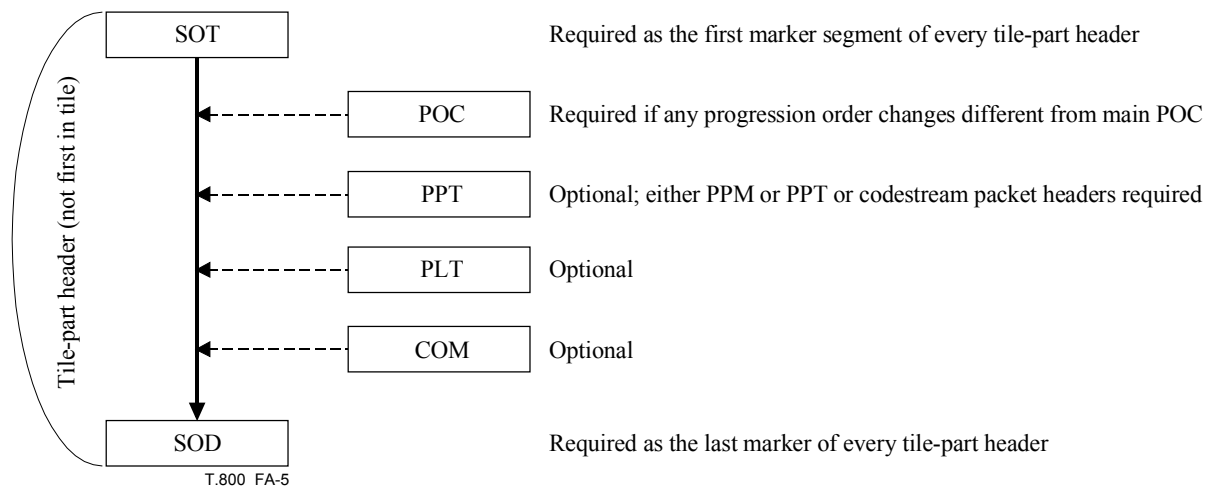 SOT
Required as the first marker segment of every tile-part header
Tile-part header (not first in tile)
POC
Required if any progression order changes different from main POC
PPT
Optional; either PPM or PPT or codestream packet headers required
PLT
Optional
COM
Optional
SOD
Required as the last marker of every tile-part header
T.800_FA-5